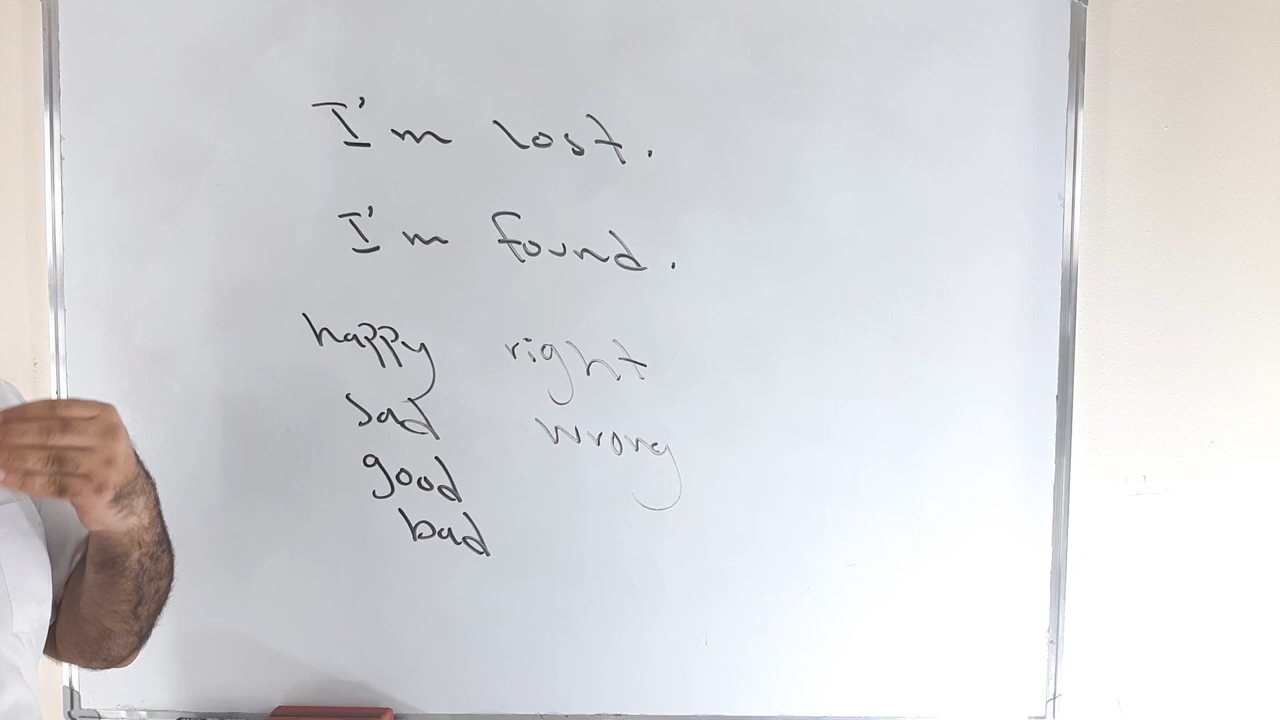 I'm lost.
I'm found.
happy right
sad wrong
good
bad